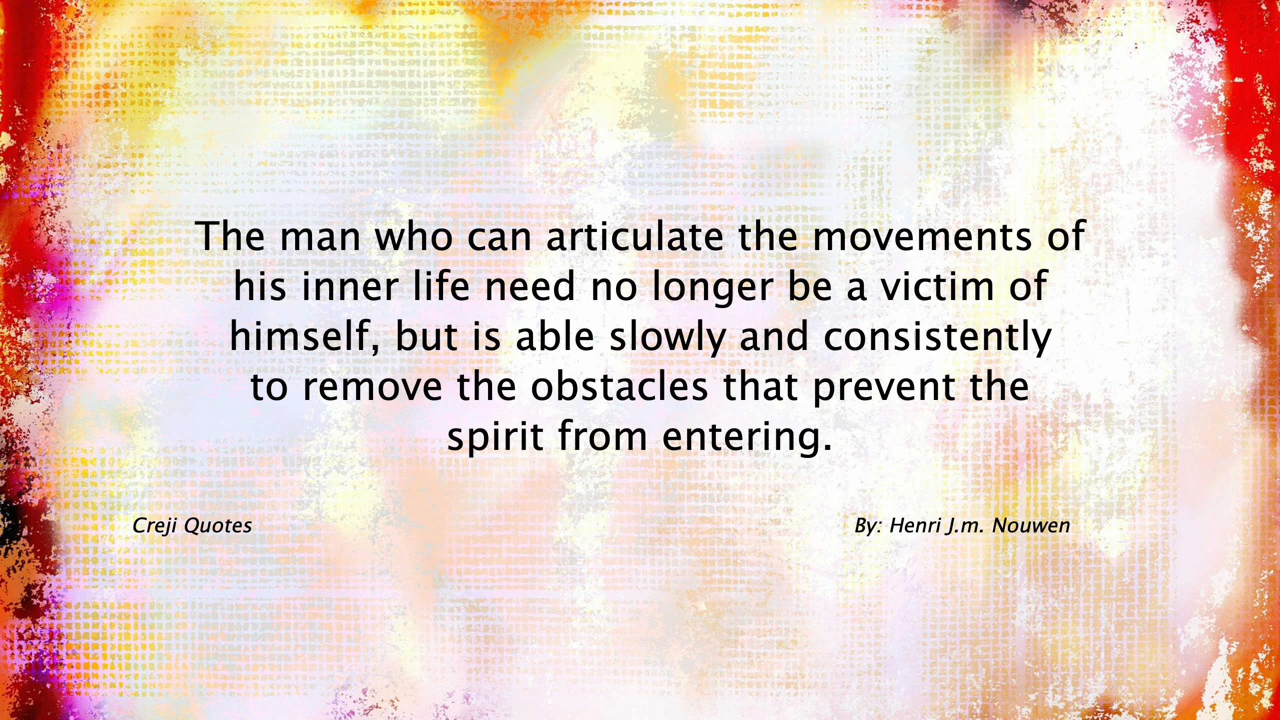 The man who can articulate the movements of
his inner life need no longer be a victim of
himself, but is able slowly and consistently
to remove the obstacles that prevent the
spirit from entering.
Creji Quotes
By: Henri J.m. Nouwen